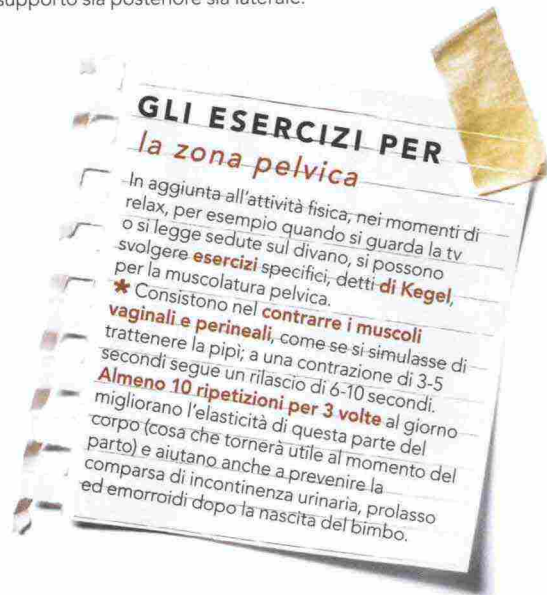 supporto sia posteriore sia laterale.
GLI ESERCIZI PER
la zona pelvica
In aggiunta all'attività fisica, nei momenti di
relax, per esempio quando si guarda la tv
o si legge sedute sul divano, si possono
svolgere esercizi specifici, detti di Kegel,
per la muscolatura pelvica.
* Consistono nel contrarre i muscoli
vaginali e perineali, come se si simulasse di
trattenere la pipì; a una contrazione di 3-5
secondi segue un rilascio di 6-10 secondi.
Almeno 10 ripetizioni per 3 volte al giorno
migliorano l'elasticità di questa parte del
corpo (cosa che tornerà utile al momento del
parto) e aiutano anche a prevenire la
comparsa di incontinenza urinaria, prolasso
ed emorroidi dopo la nascita del bimbo.